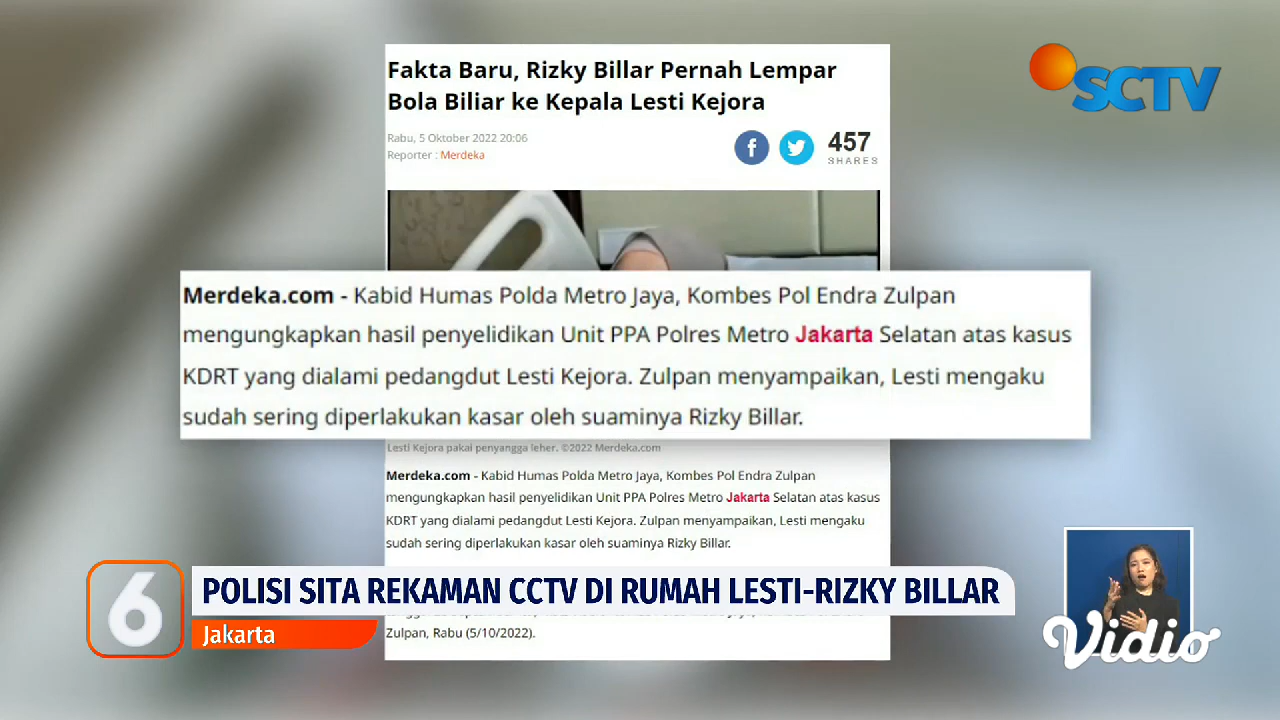 Fakta Baru, Rizky Billar Pernah Lempar
Bola Biliar ke Kepala Lesti Kejora
Rabu, 5 Oktober 2022 20:06
Reporter : Merdeka
457
SHARES
SCTV
Merdeka.com - Kabid Humas Polda Metro Jaya, Kombes Pol Endra Zulpan
mengungkapkan hasil penyelidikan Unit PPA Polres Metro Jakarta Selatan atas kasus
KDRT yang dialami pedangdut Lesti Kejora. Zulpan menyampaikan, Lesti mengaku
sudah sering diperlakukan kasar oleh suaminya Rizky Billar.
Lesti Kejora pakai penyangga leher. ©2022 Merdeka.com
Merdeka.com - Kabid Humas Polda Metro Jaya, Kombes Pol Endra Zulpan
mengungkapkan hasil penyelidikan Unit PPA Polres Metro Jakarta Selatan atas kasus
KDRT yang dialami pedangdut Lesti Kejora. Zulpan menyampaikan, Lesti mengaku
sudah sering diperlakukan kasar oleh suaminya Rizky Billar.
6
POLISI SITA REKAMAN CCTV DI RUMAH LESTI-RIZKY BILLAR
Jakarta
Zulpan, Rabu (5/10/2022).
Vidio